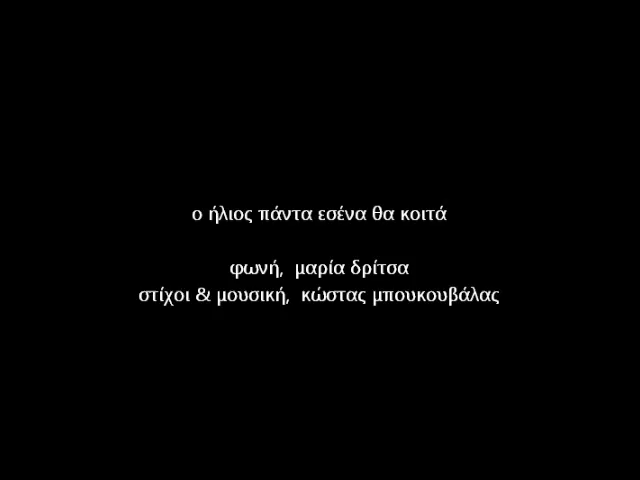 ο ήλιος πάντα εσένα θα κοιτά
φωνή, μαρία δρίτσα
στίχοι & μουσική, κώστας μπουκουβάλας